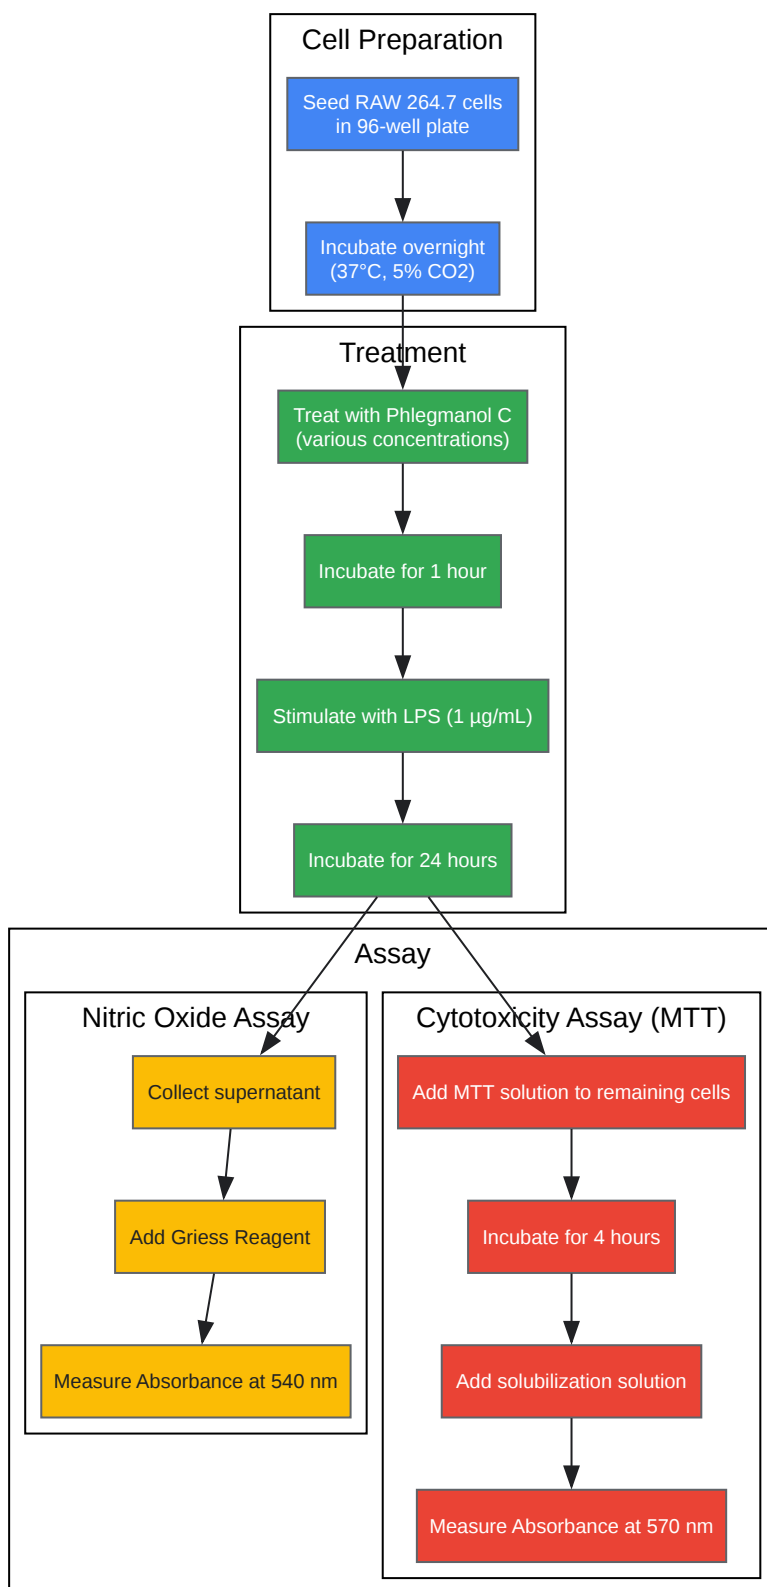 Cell Preparation
Seed RAW 264.7 cells
in 96-well plate
Incubate overnight
(37°C, 5% CO2)
Treatment
Treat with Phlegmanol C
(various concentrations)
Incubate for 1 hour
Stimulate with LPS (1 µg/mL)
Incubate for 24 hours
Assay
Nitric Oxide Assay
Collect supernatant
Add Griess Reagent
Measure Absorbance at 540 nm
Cytotoxicity Assay (MTT)
Add MTT solution to remaining cells
Incubate for 4 hours
Add solubilization solution
Measure Absorbance at 570 nm